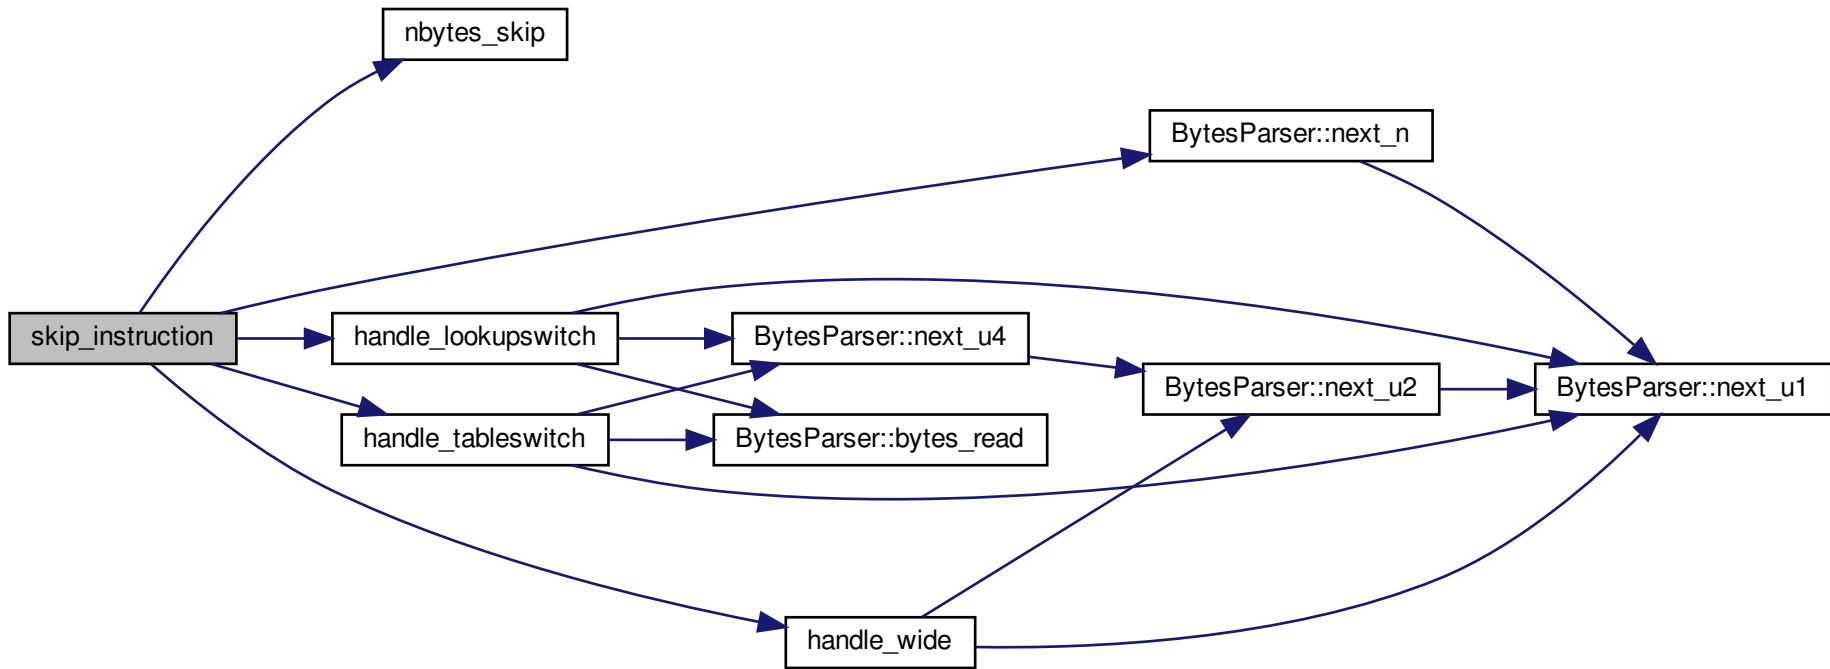 nbytes_skip
BytesParser::next_n
skip_instruction
handle_lookupswitch
BytesParser::next_u4
BytesParser::next_u2
BytesParser::next_u1
handle_tableswitch
BytesParser::bytes_read
handle_wide